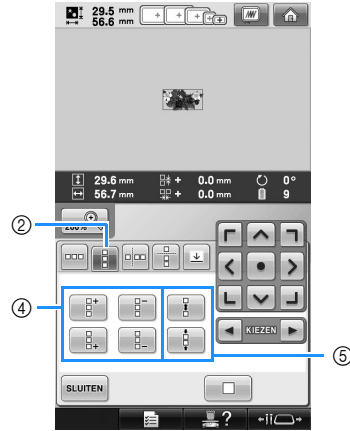 29.5 mm
56.6 mm
29.6 mm + 0.0 mm 0°
56.7 mm + 0.0 mm 9
200%
②
④
KIEZEN
⑤
SLUITEN
?